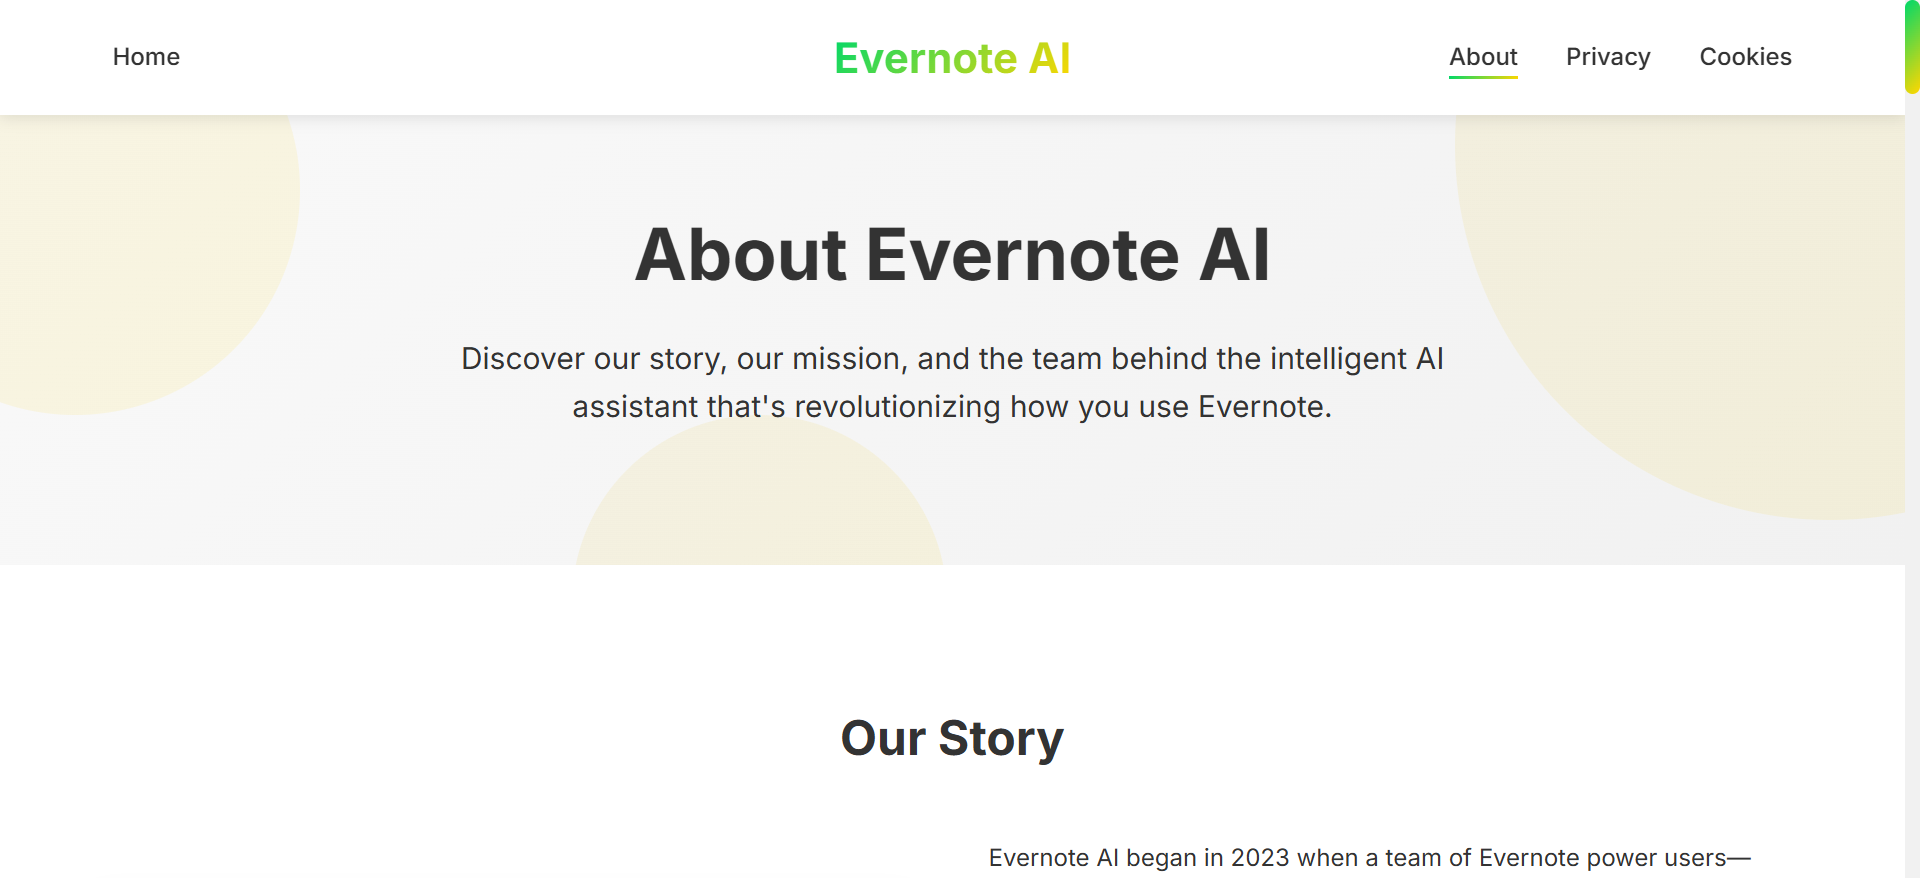 Home
Evernote AI
About
Privacy
Cookies
About Evernote AI
Discover our story, our mission, and the team behind the intelligent AI
assistant that's revolutionizing how you use Evernote.
Our Story
Evernote AI began in 2023 when a team of Evernote power users—